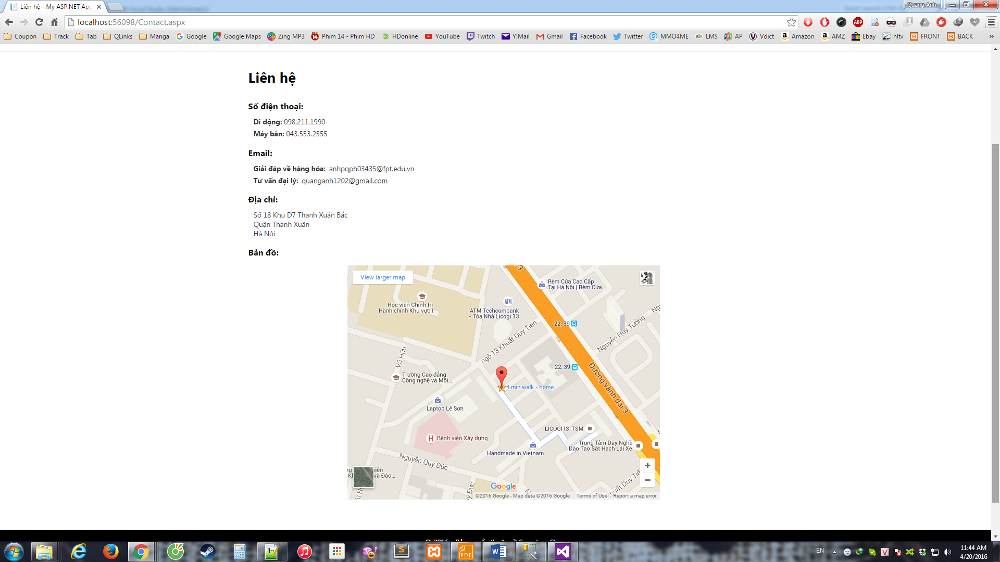 Liên hệ - My ASP.NET App
Quang Anh
localhost:56098/Contact.aspx
ABP
Coupon Track Tab QLinks Manga Google Google Maps Zing MP3 Phim 14 - Phim HD HDonline YouTube Twitch Y!Mail Gmail Facebook Twitter MMO4ME LMS AP Vdict Amazon AMZ Ebay hltv FRONT BACK »
Liên hệ
Số điện thoại:
Di động: 098.211.1990
Máy bàn: 043.553.2555
Email:
Giải đáp về hàng hóa: anhpqph03435@fpt.edu.vn
Tư vấn đại lý: quanganh1202@gmail.com
Địa chỉ:
Số 18 Khu D7 Thanh Xuân Bắc
Quận Thanh Xuân
Hà Nội
Bản đồ:
View larger map
3
Rèm Cửa Cao Cấp
Tại Hà Nội | Rèm Cửa...
Học viện Chính trị
Hành chính Khu vực I
ATM
ATM Techcombank
- Tòa Nhà Licogi 13
22, 39
Nguyễn Huy Tưởng
ngõ 13 Khuất Duy Tiến
Vũ Hữu
22, 39
Đường vành đai 3
Trường Cao đẳng
Công nghệ và Môi...
4 min walk - home
Laptop Lê Sơn
LICOGI13-TSM
H Bệnh viện Xây dựng
Trung Tâm Dạy Nghề
Đào Tạo Sát Hạch Lái Xe
Handmade in Vietnam
Nguyễn Quý Đức
+
−
Google
©2016 Google - Map data ©2016 Google Terms of Use Report a map error
EN
11:44 AM
4/20/2016